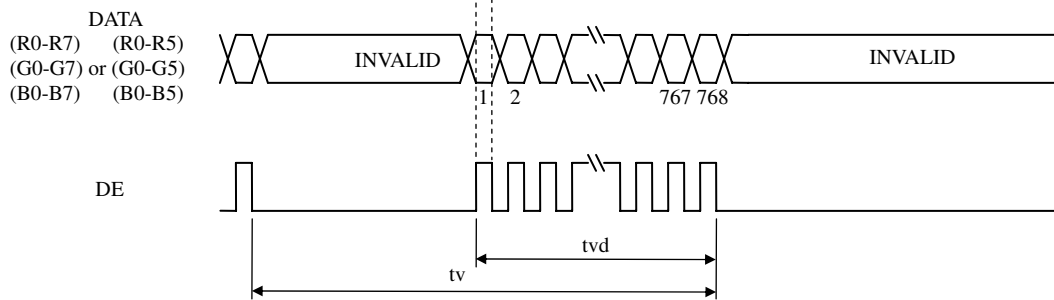 DATA
(R0-R7) (R0-R5)
(G0-G7) or (G0-G5)
(B0-B7) (B0-B5)
INVALID
INVALID
1 2 767 768
DE
tvd
tv